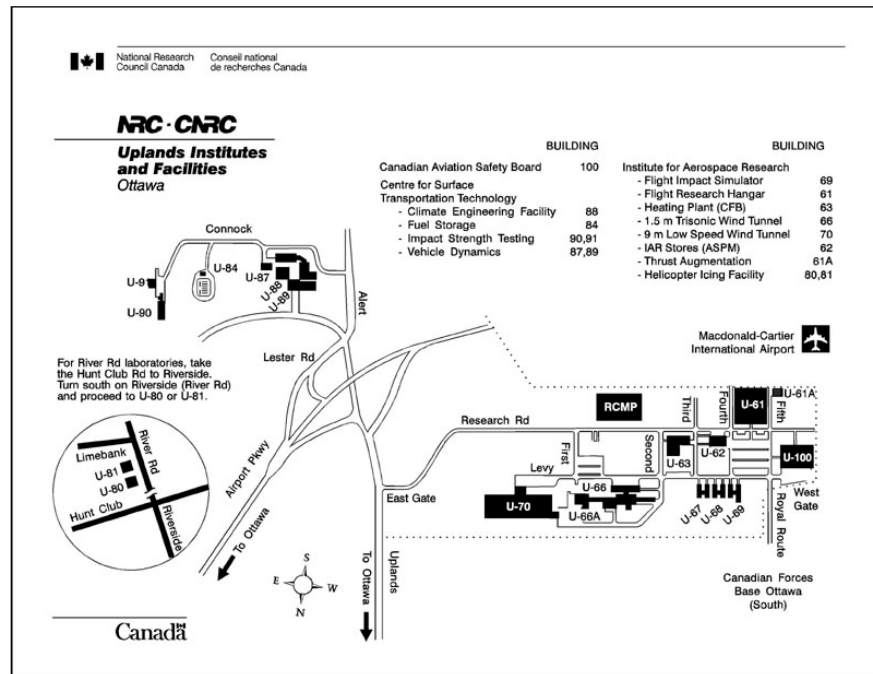 National Research
Council Canada
Conseil national
de recherches Canada
NRC · CNRC
Uplands Institutes
and Facilities
Ottawa
BUILDING
Canadian Aviation Safety Board 100
Centre for Surface
Transportation Technology
- Climate Engineering Facility 88
- Fuel Storage 84
- Impact Strength Testing 90,91
- Vehicle Dynamics 87,89
BUILDING
Institute for Aerospace Research
- Flight Impact Simulator 69
- Flight Research Hangar 61
- Heating Plant (CFB) 63
- 1.5 m Trisonic Wind Tunnel 66
- 9 m Low Speed Wind Tunnel 70
- IAR Stores (ASPM) 62
- Thrust Augmentation 61A
- Helicopter Icing Facility 80,81
Connock
U-91
U-84
U-87
U-88
U-89
U-90
Alert
Lester Rd
Macdonald-Cartier
International Airport
For River Rd laboratories, take
the Hunt Club Rd to Riverside.
Turn south on Riverside (River Rd)
and proceed to U-80 or U-81.
River Rd
Limebank
U-81
U-80
Hunt Club
Riverside
Airport Pkwy
To Ottawa
Research Rd
RCMP
Third
Fourth
U-61
Fifth
U-61A
First
Second
U-63
U-62
U-100
Levy
East Gate
U-70
U-66
U-66A
U-67
U-68
U-69
West
Gate
Royal Route
To Ottawa
Uplands
S
E
W
N
Canadian Forces
Base Ottawa
(South)
Canada